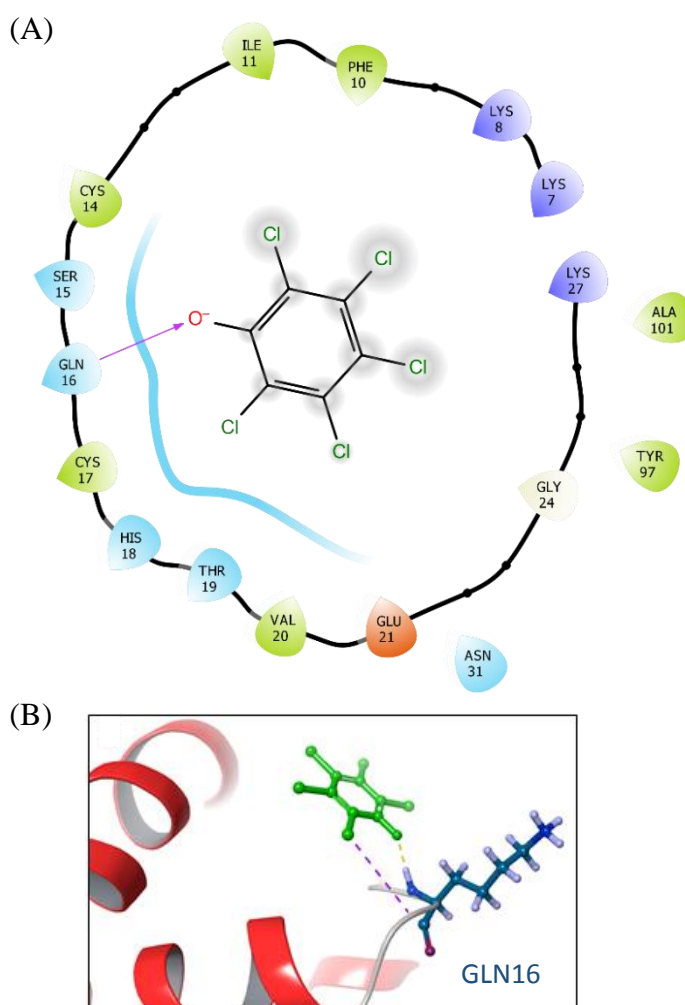 (A)
ILE
11
PHE
10
LYS
8
LYS
7
CYS
14
SER
15
GLN
16
CYS
17
HIS
18
THR
19
VAL
20
GLU
21
ASN
31
GLY
24
LYS
27
ALA
101
TYR
97
Cl
Cl
O⁻
Cl
Cl
Cl
(B)
GLN16